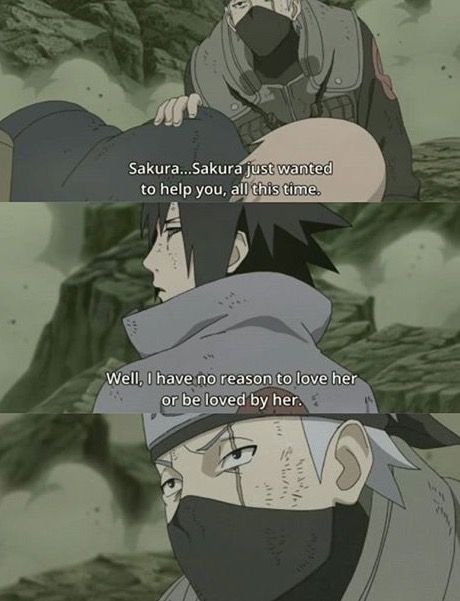 Sakura...Sakura just wanted
to help you, all this time.
Well, I have no reason to love her
or be loved by her.